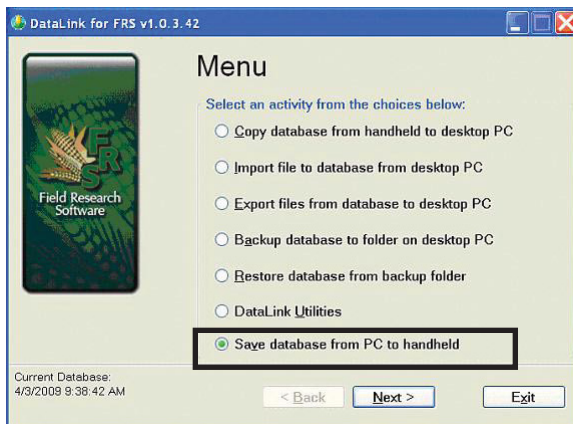 DataLink for FRS v1.0.3.42
Menu
Select an activity from the choices below:
Copy database from handheld to desktop PC
Import file to database from desktop PC
Export files from database to desktop PC
Backup database to folder on desktop PC
Restore database from backup folder
DataLink Utilities
Save database from PC to handheld
FRS
Field Research
Software
Current Database:
4/3/2009 9:38:42 AM
< Back
Next >
Exit